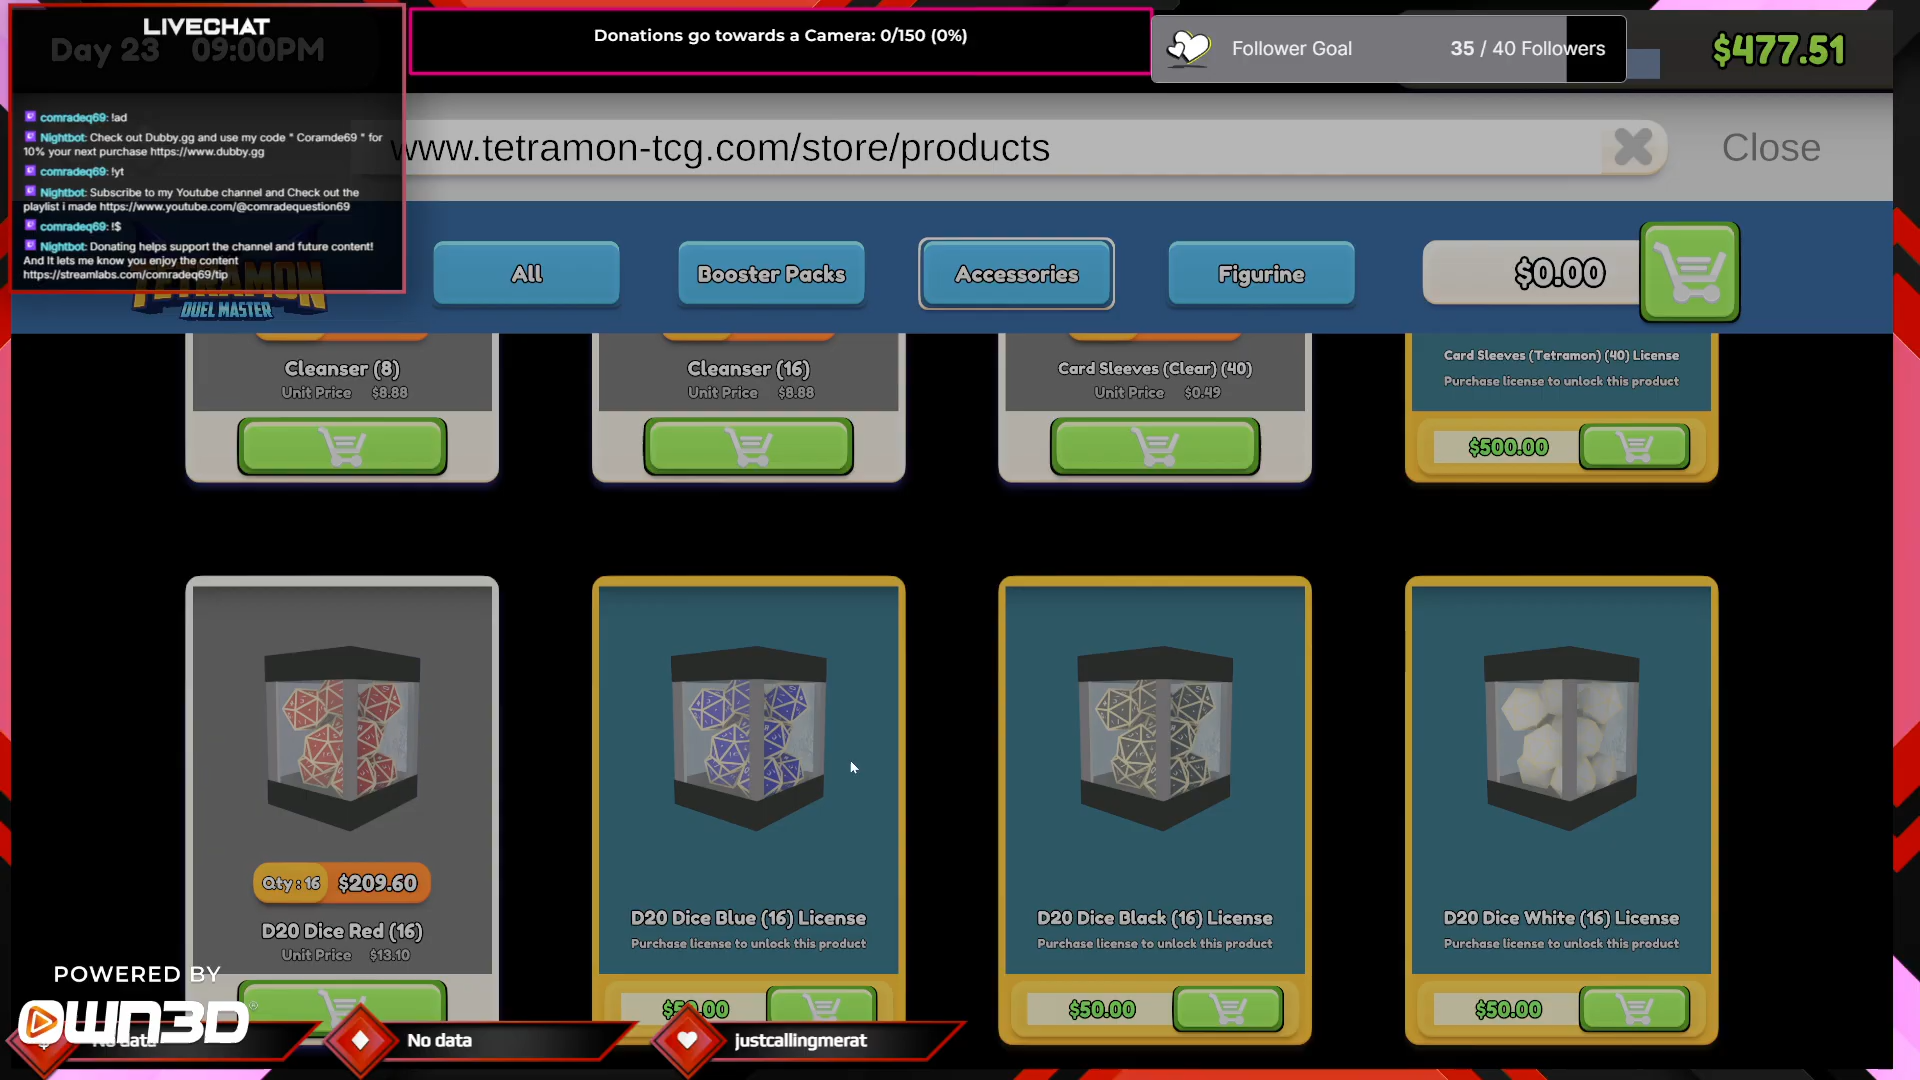 LIVECHAT
Day 23 09:00PM
comradeq69: !ad
Nightbot: Check out Dubby.gg and use my code " Coramde69 " for
10% your next purchase https://www.dubby.gg
comradeq69: !yt
Nightbot: Subscribe to my Youtube channel and Check out the
playlist i made https://www.youtube.com/@comradequestion69
comradeq69: !$
Nightbot: Donating helps support the channel and future content!
And It lets me know you enjoy the content
https://streamlabs.com/comradeq69/tip
Donations go towards a Camera: 0/150 (0%)
Follower Goal 35 / 40 Followers
$477.51
www.tetramon-tcg.com/store/products
Close
TETRAMON
DUEL MASTER
All
Booster Packs
Accessories
Figurine
$0.00
Cleanser (8)
Unit Price $8.88
Cleanser (16)
Unit Price $8.88
Card Sleeves (Clear) (40)
Unit Price $0.49
Card Sleeves (Tetramon) (40) License
Purchase license to unlock this product
$500.00
Qty : 16 $209.60
D20 Dice Red (16)
Unit Price $13.10
D20 Dice Blue (16) License
Purchase license to unlock this product
$50.00
D20 Dice Black (16) License
Purchase license to unlock this product
$50.00
D20 Dice White (16) License
Purchase license to unlock this product
$50.00
POWERED BY
OWN3D
No data
No data
justcallingmerat